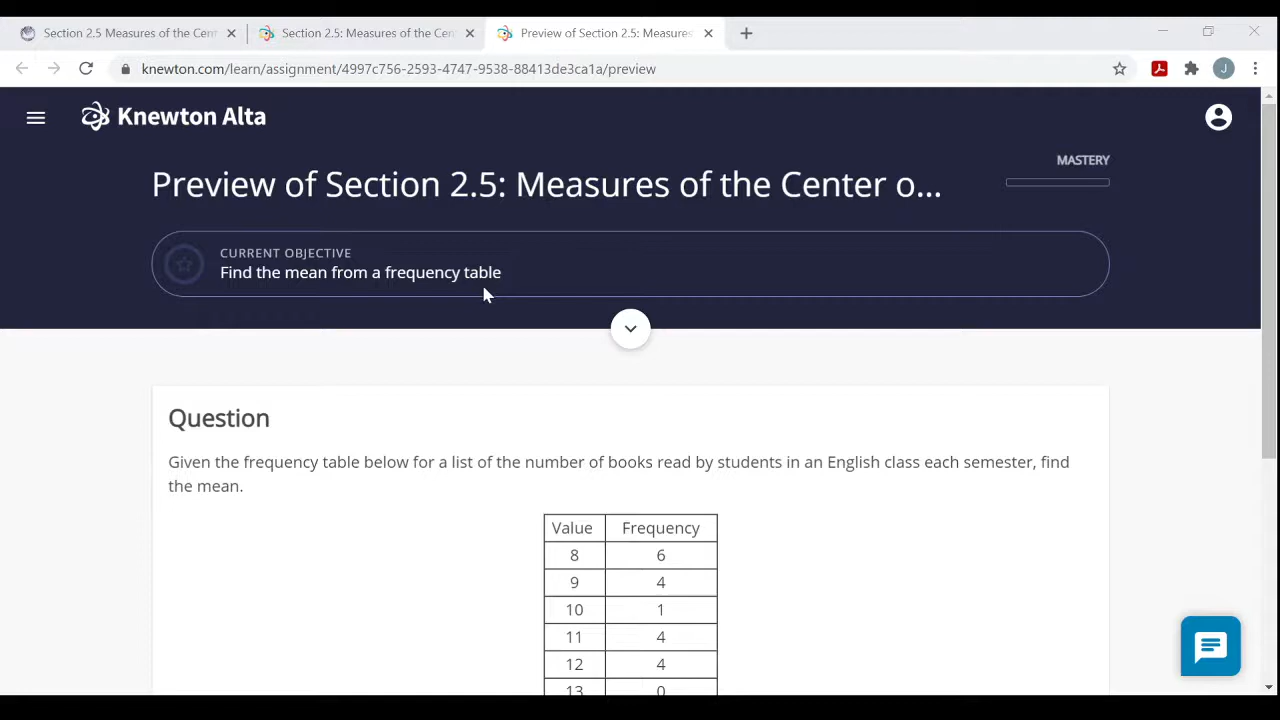 Section 2.5 Measures of the Cent
Section 2.5: Measures of the Cen
Preview of Section 2.5: Measures
knewton.com/learn/assignment/4997c756-2593-4747-9538-88413de3ca1a/preview
J
Knewton Alta
MASTERY
Preview of Section 2.5: Measures of the Center o...
CURRENT OBJECTIVE
Find the mean from a frequency table
Question
Given the frequency table below for a list of the number of books read by students in an English class each semester, find
the mean.
Value Frequency
8 6
9 4
10 1
11 4
12 4
13 0